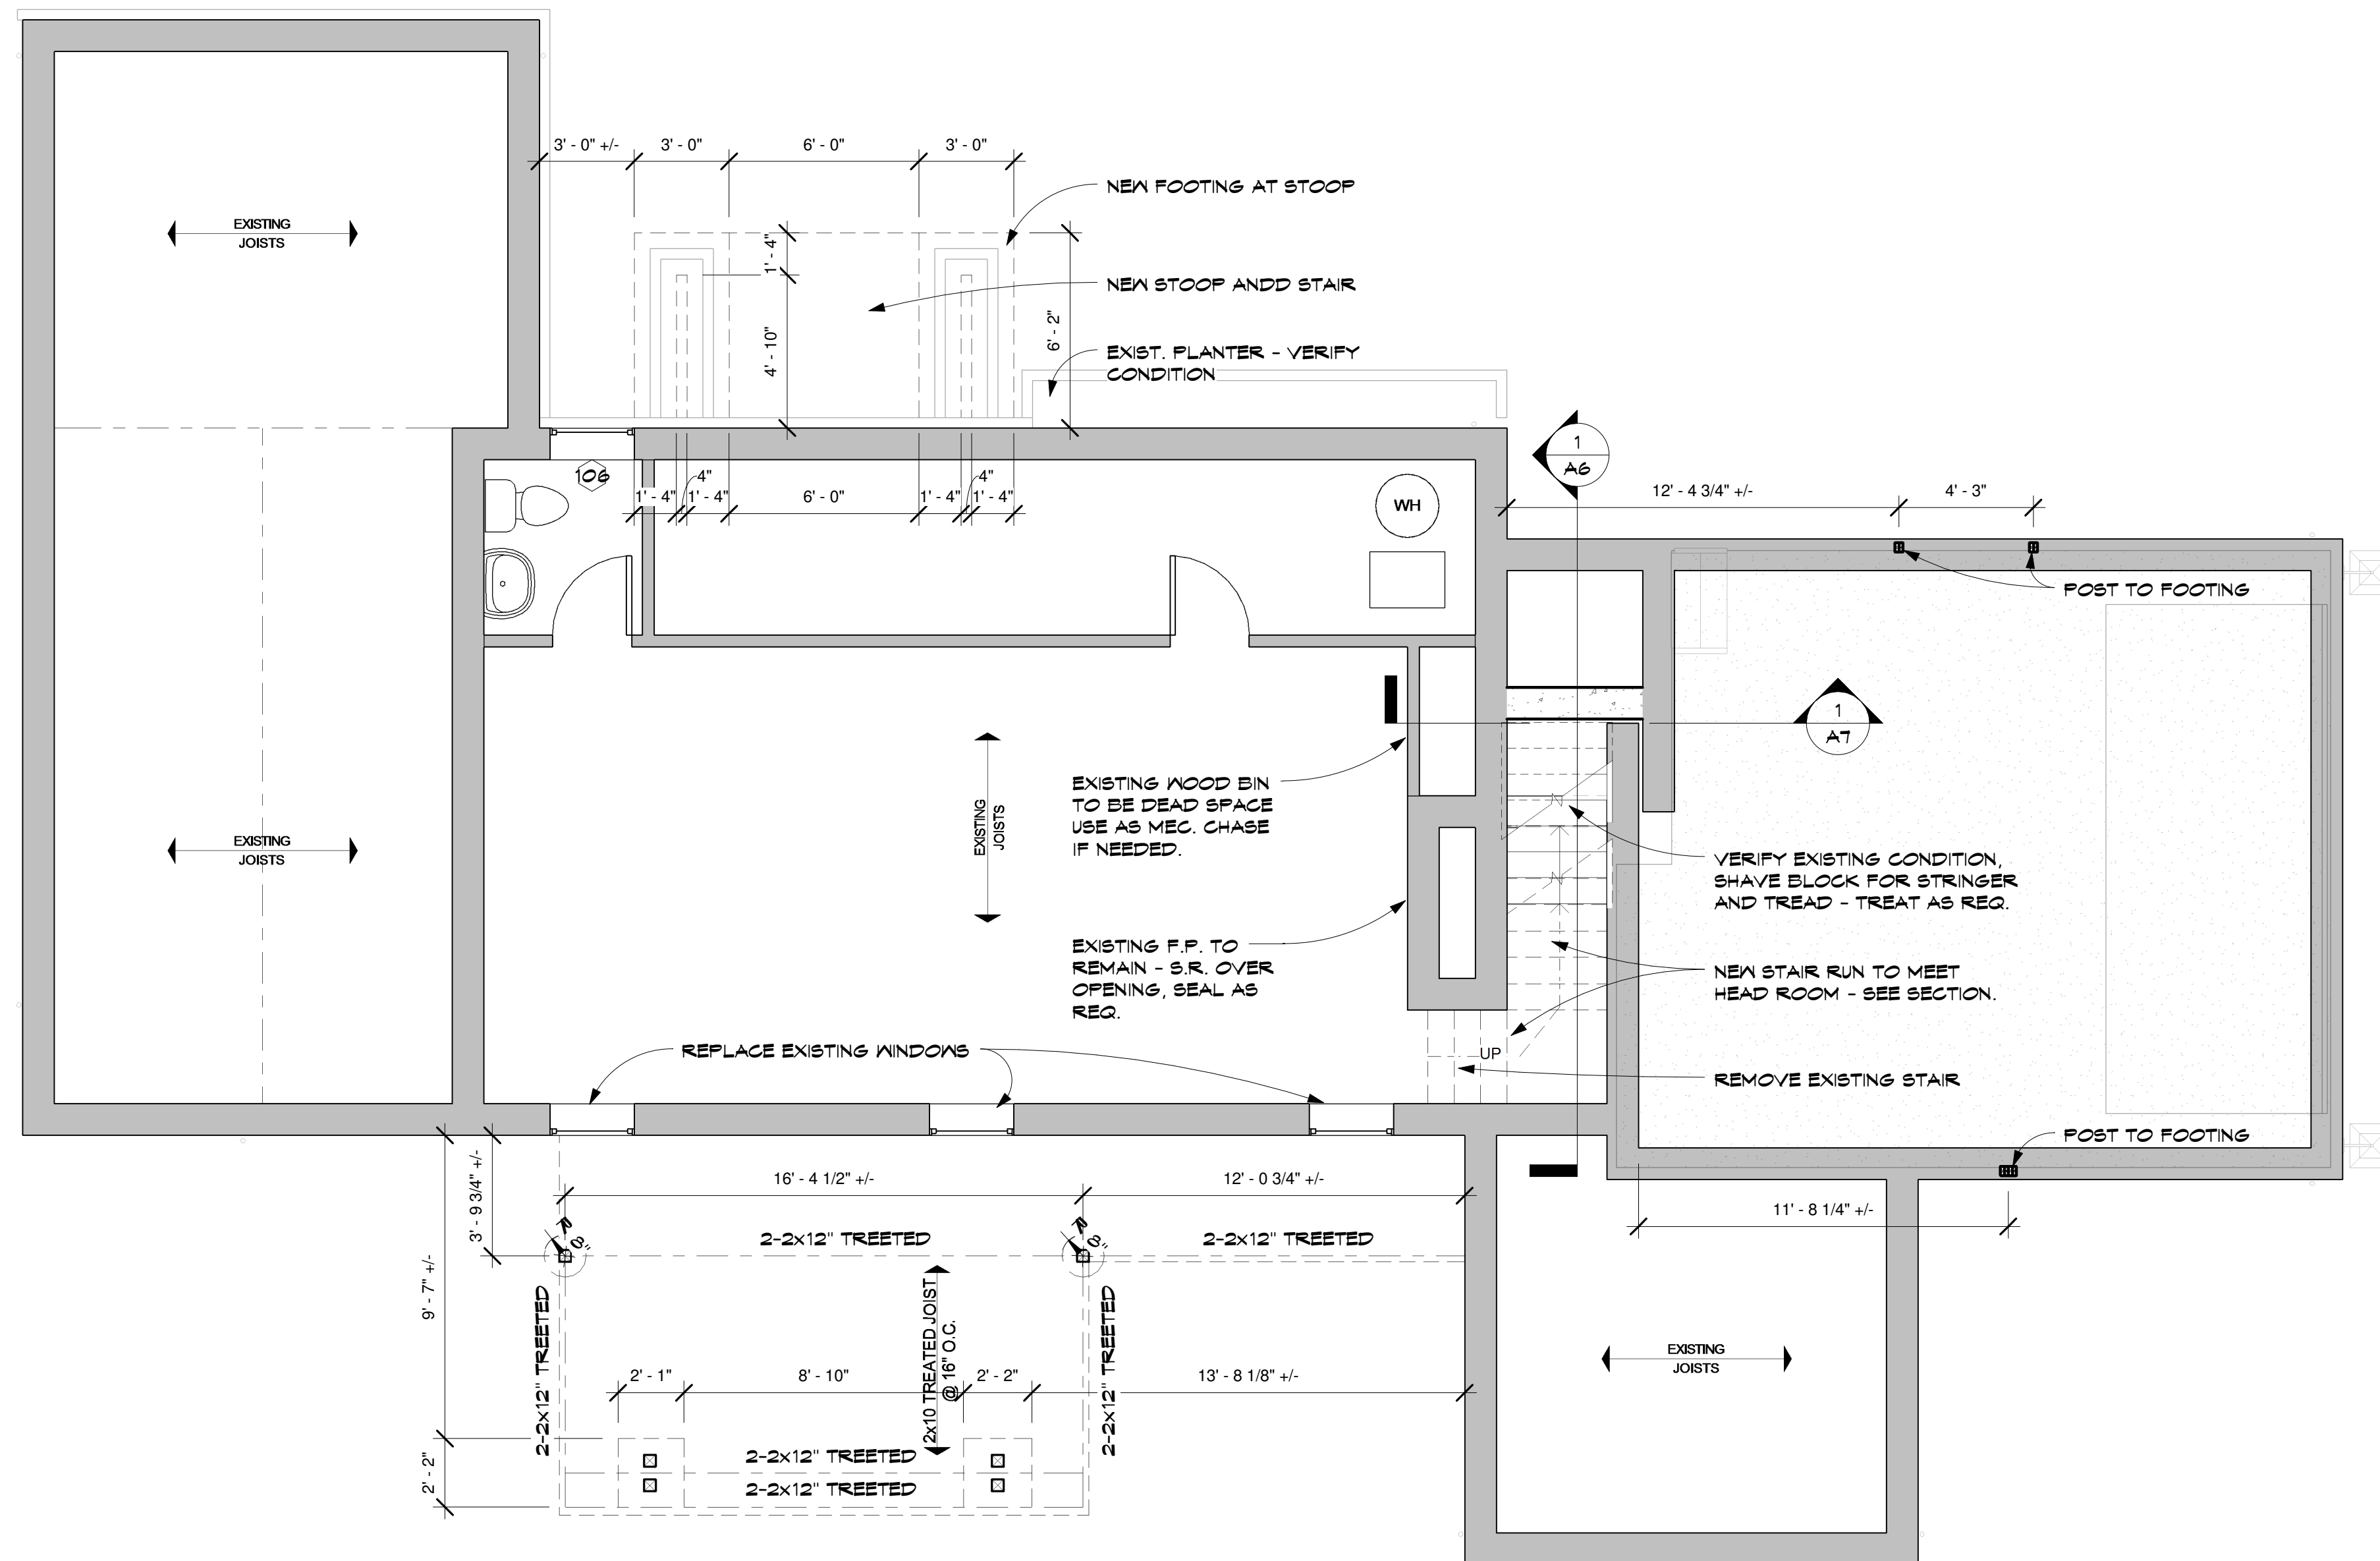 3' - 0" +/-
3' - 0"
6' - 0"
3' - 0"
NEW FOOTING AT STOOP
EXISTING
JOISTS
1' - 4"
NEW STOOP ANDD STAIR
4' - 10"
6' - 2"
EXIST. PLANTER - VERIFY
CONDITION
1
A6
106
4"
4"
1' - 4"
1' - 4"
6' - 0"
1' - 4"
1' - 4"
WH
12' - 4 3/4" +/-
4' - 3"
POST TO FOOTING
1
A7
EXISTING
JOISTS
EXISTING
JOISTS
EXISTING WOOD BIN
TO BE DEAD SPACE
USE AS MEC. CHASE
IF NEEDED.
VERIFY EXISTING CONDITION,
SHAVE BLOCK FOR STRINGER
AND TREAD - TREAT AS REQ.
EXISTING F.P. TO
REMAIN - S.R. OVER
OPENING, SEAL AS
REQ.
NEW STAIR RUN TO MEET
HEAD ROOM - SEE SECTION.
REPLACE EXISTING WINDOWS
UP
REMOVE EXISTING STAIR
POST TO FOOTING
3' - 9 3/4" +/-
16' - 4 1/2" +/-
12' - 0 3/4" +/-
11' - 8 1/4" +/-
8"
8"
2-2x12" TREETED
2-2x12" TREETED
9' - 7" +/-
2-2x12" TREETED
2x10 TREATED JOIST
@ 16" O.C.
2-2x12" TREETED
EXISTING
JOISTS
2' - 1"
8' - 10"
2' - 2"
13' - 8 1/8" +/-
2' - 2"
2-2x12" TREETED
2-2x12" TREETED